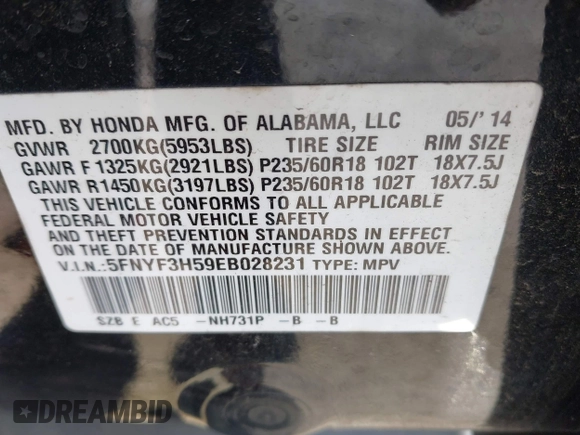 MFD. BY HONDA MFG. OF ALABAMA, LLC 05/'14
GVWR 2700KG(5953LBS) TIRE SIZE RIM SIZE
GAWR F 1325KG(2921LBS) P235/60R18 102T 18X7.5J
GAWR R 1450KG(3197LBS) P235/60R18 102T 18X7.5J
THIS VEHICLE CONFORMS TO ALL APPLICABLE
FEDERAL MOTOR VEHICLE SAFETY
AND THEFT PREVENTION STANDARDS IN EFFECT
ON THE DATE OF MANUFACTURE SHOWN ABOVE.
V.I.N.:5FNYF3H59EB028231 TYPE: MPV
SZB E AC5 -NH731P -B -B
DREAMBID